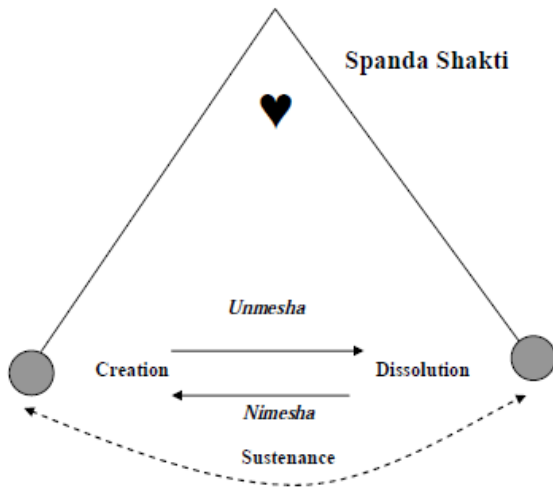 Spanda Shakti
Unmesha
Creation
Dissolution
Nimesha
Sustenance